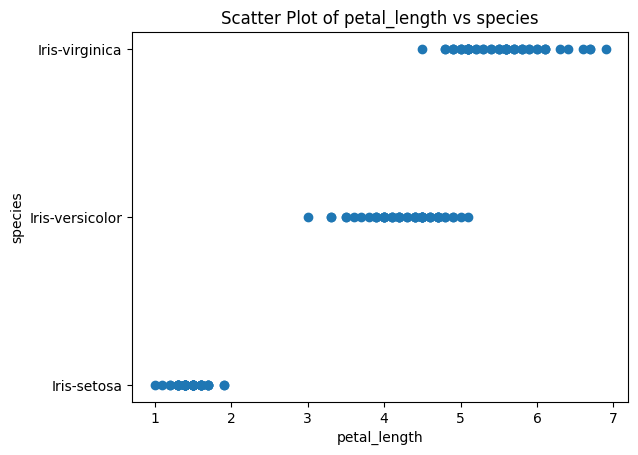 Scatter Plot of petal_length vs species
species
Iris-virginica
Iris-versicolor
Iris-setosa
1 2 3 4 5 6 7
petal_length